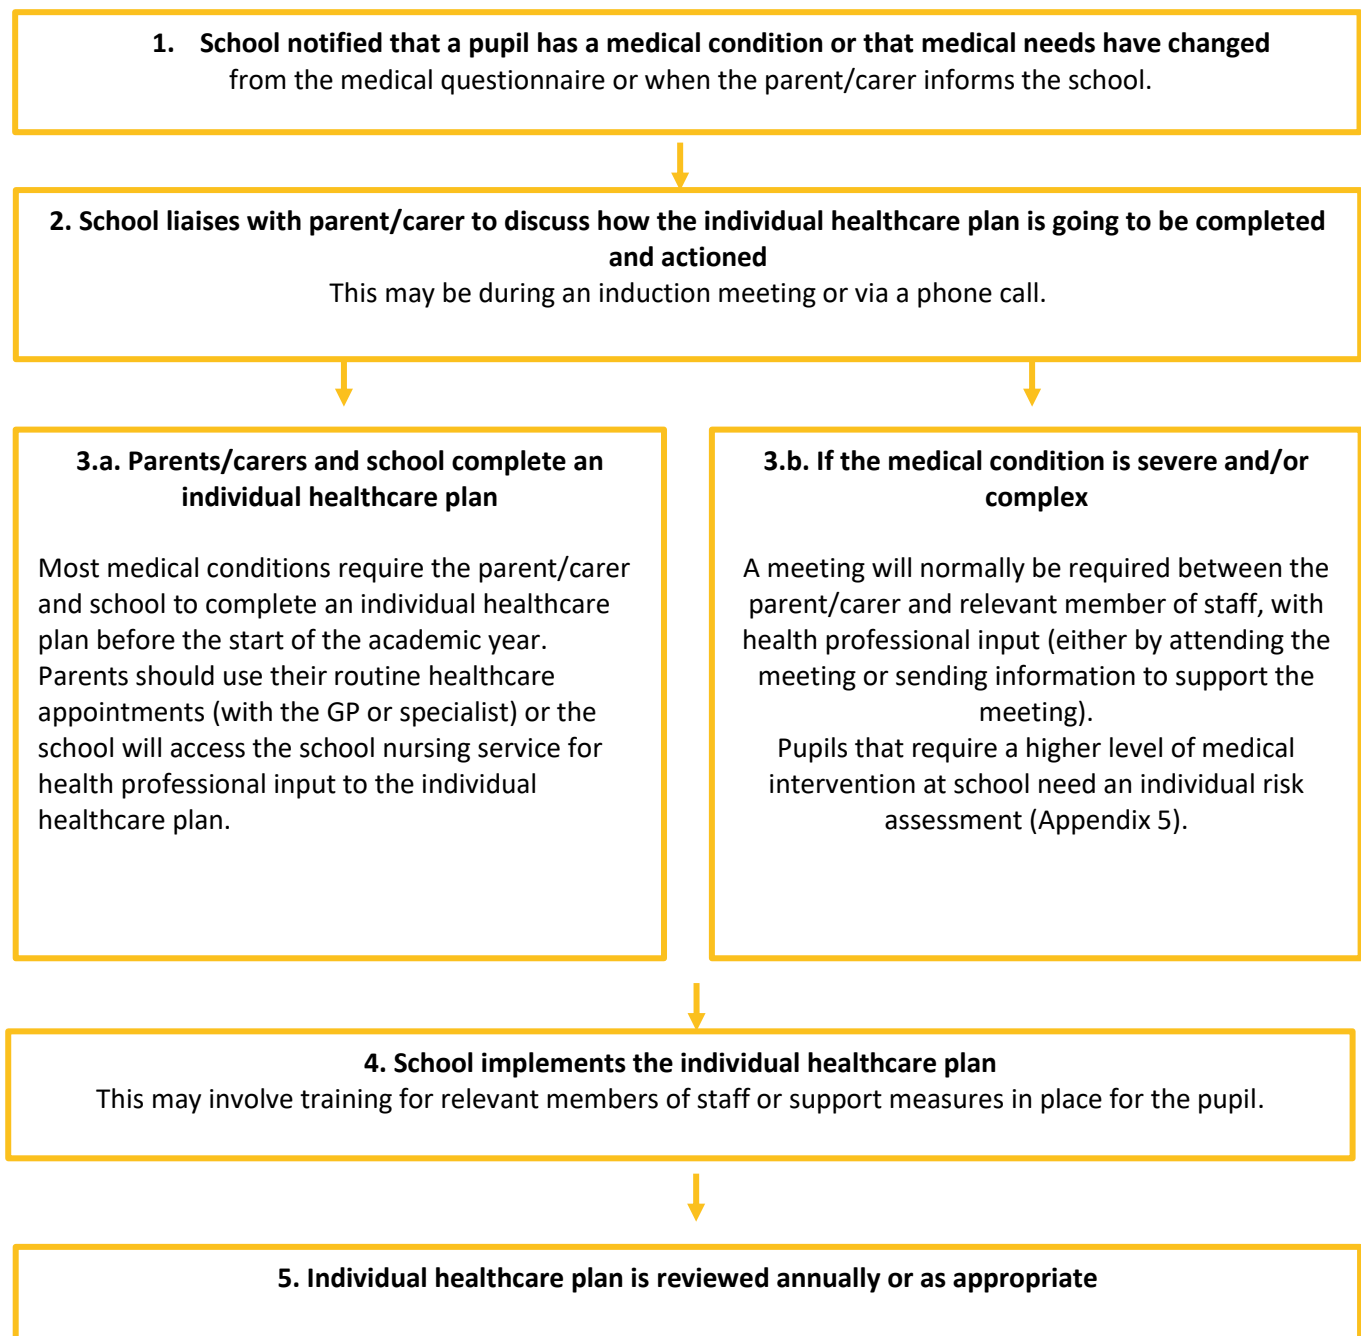 1. School notified that a pupil has a medical condition or that medical needs have changed
from the medical questionnaire or when the parent/carer informs the school.
2. School liaises with parent/carer to discuss how the individual healthcare plan is going to be completed
and actioned
This may be during an induction meeting or via a phone call.
3.a. Parents/carers and school complete an
individual healthcare plan
Most medical conditions require the parent/carer
and school to complete an individual healthcare
plan before the start of the academic year.
Parents should use their routine healthcare
appointments (with the GP or specialist) or the
school will access the school nursing service for
health professional input to the individual
healthcare plan.
3.b. If the medical condition is severe and/or
complex
A meeting will normally be required between the
parent/carer and relevant member of staff, with
health professional input (either by attending the
meeting or sending information to support the
meeting).
Pupils that require a higher level of medical
intervention at school need an individual risk
assessment (Appendix 5).
4. School implements the individual healthcare plan
This may involve training for relevant members of staff or support measures in place for the pupil.
5. Individual healthcare plan is reviewed annually or as appropriate